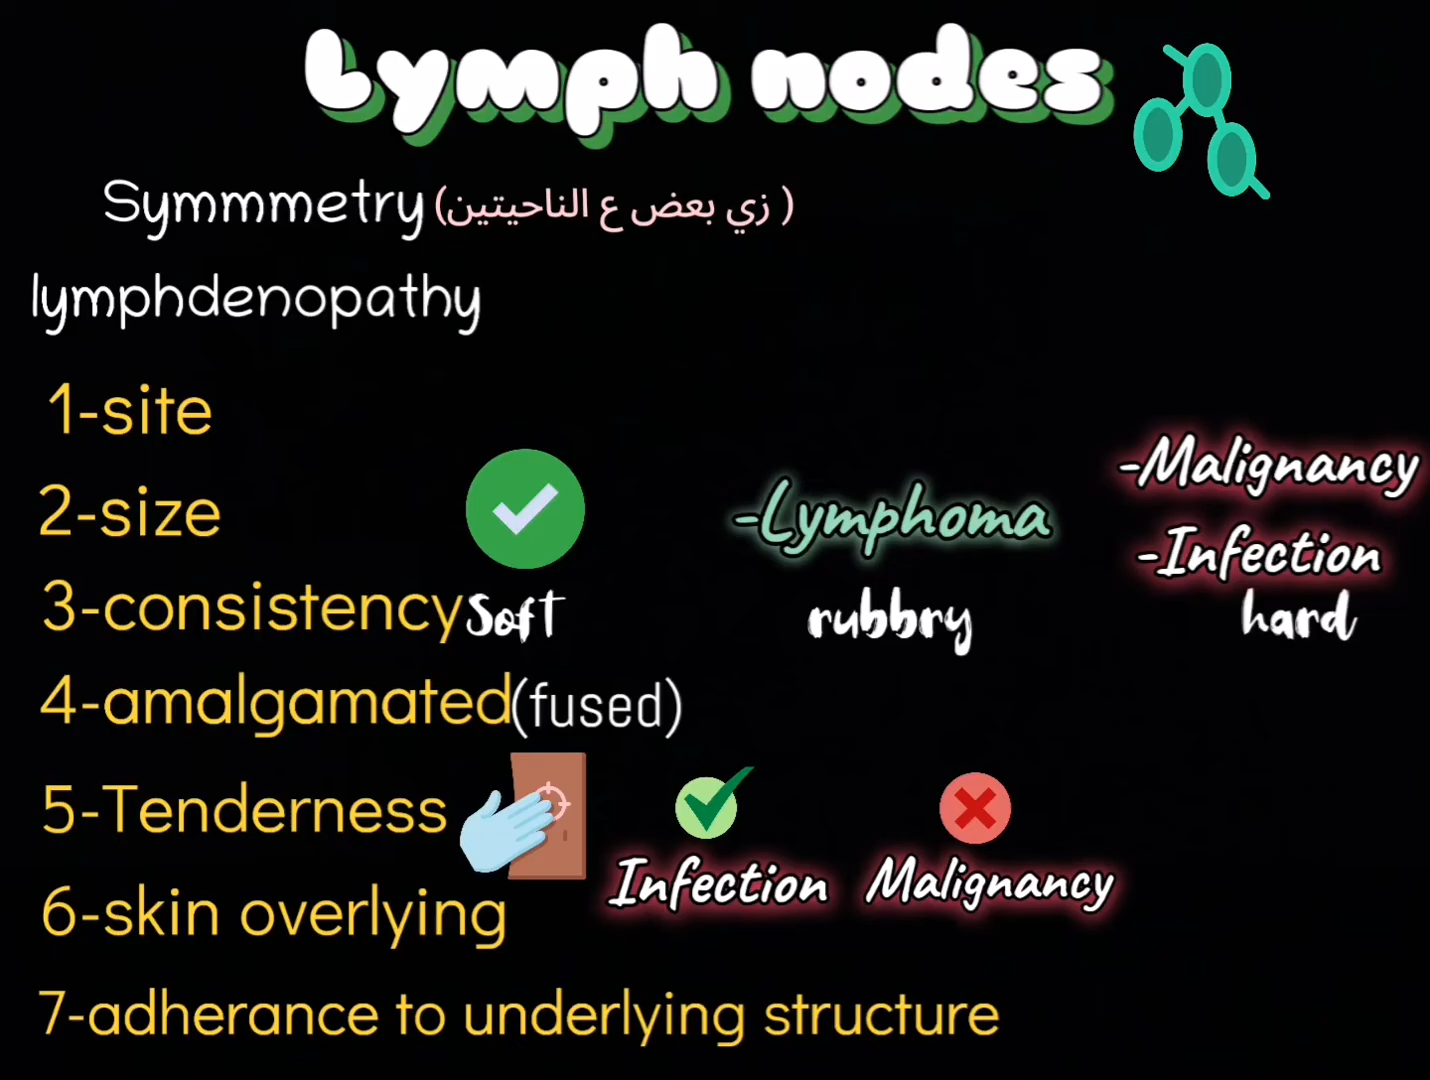 Lymph nodes
Symmmetry (زي بعض ع الناحيتين )
lymphdenopathy
1-site
2-size
-Lymphoma
-Malignancy
-Infection
3-consistency Soft
rubbry
hard
4-amalgamated (fused)
5-Tenderness
Infection
Malignancy
6-skin overlying
7-adherance to underlying structure